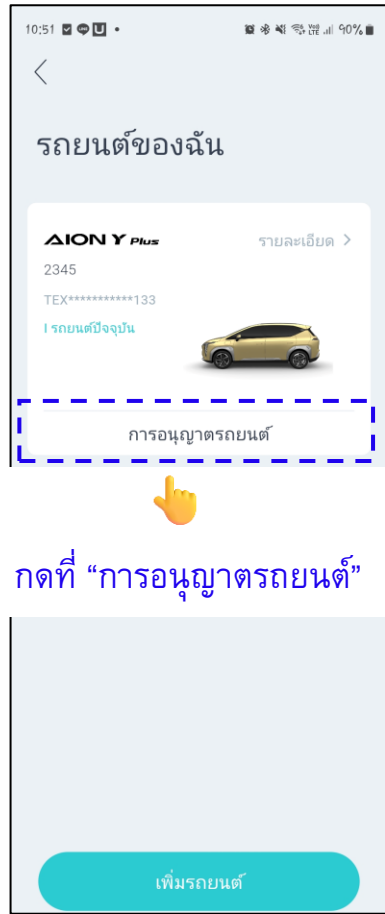 10:51
90%
รถยนต์ของฉัน
AION Y Plus
รายละเอียด >
2345
TEX***********133
I รถยนต์ปัจจุบัน
การอนุญาตรถยนต์
กดที่ “การอนุญาตรถยนต์”
เพิ่มรถยนต์